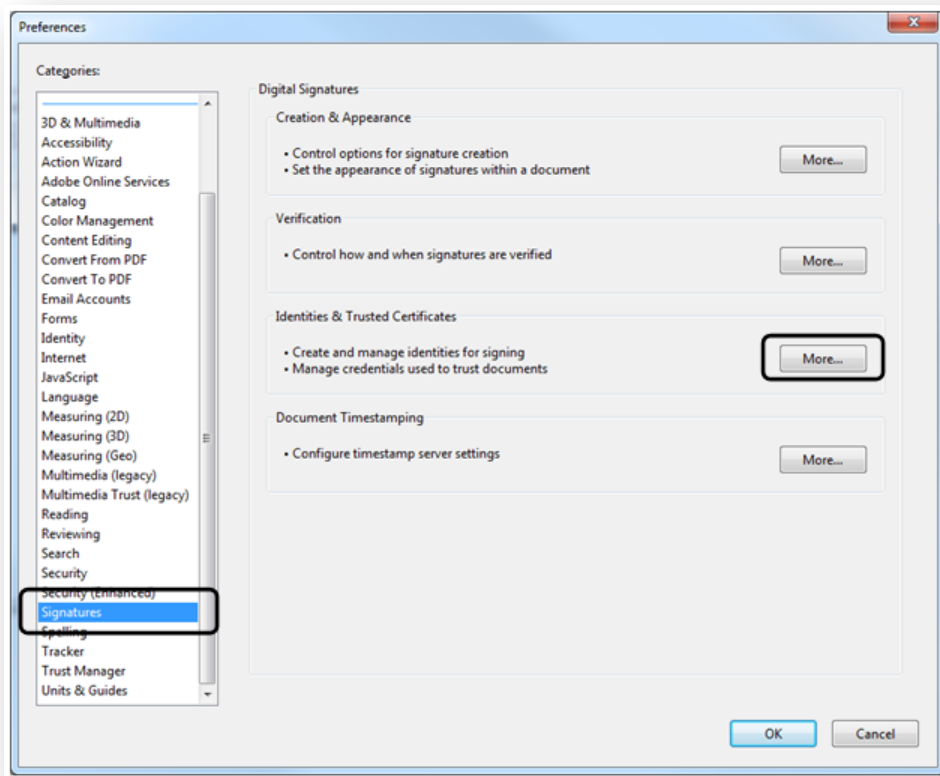 Preferences
Categories:
3D & Multimedia
Accessibility
Action Wizard
Adobe Online Services
Catalog
Color Management
Content Editing
Convert From PDF
Convert To PDF
Email Accounts
Forms
Identity
Internet
JavaScript
Language
Measuring (2D)
Measuring (3D)
Measuring (Geo)
Multimedia (legacy)
Multimedia Trust (legacy)
Reading
Reviewing
Search
Security
Security (Enhanced)
Signatures
Spelling
Tracker
Trust Manager
Units & Guides
Digital Signatures
Creation & Appearance
• Control options for signature creation
• Set the appearance of signatures within a document
More...
Verification
• Control how and when signatures are verified
More...
Identities & Trusted Certificates
• Create and manage identities for signing
• Manage credentials used to trust documents
More...
Document Timestamping
• Configure timestamp server settings
More...
OK
Cancel